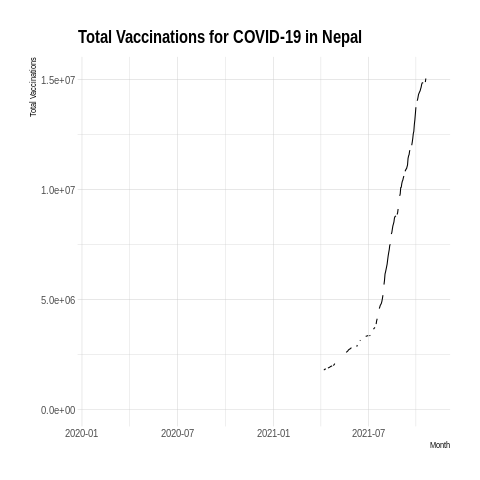 Total Vaccinations for COVID-19 in Nepal
Total Vaccinations
1.5e+07
1.0e+07
5.0e+06
0.0e+00
2020-01 2020-07 2021-01 2021-07
Month